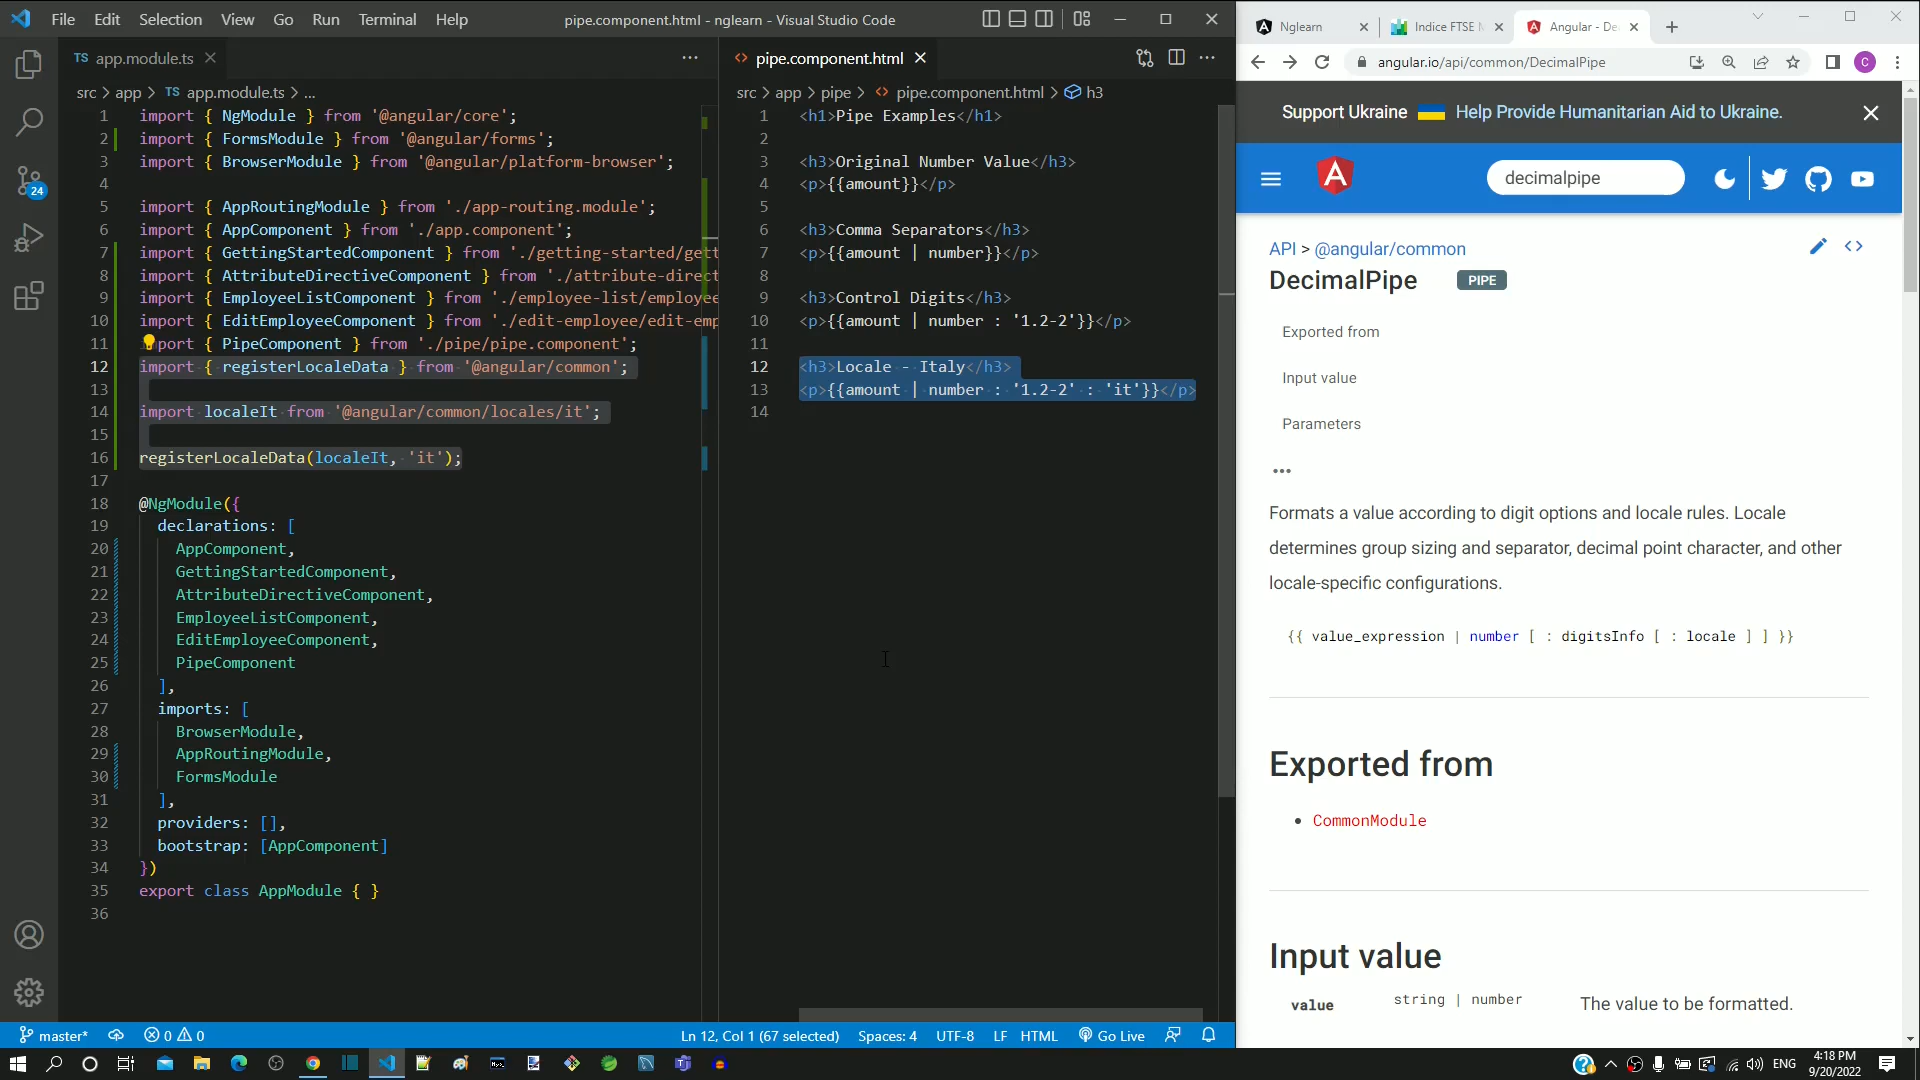 File Edit Selection View Go Run Terminal Help
pipe.component.html - nglearn - Visual Studio Code
TS app.module.ts
src > app > TS app.module.ts > ...
1 import { NgModule } from '@angular/core';
2 import { FormsModule } from '@angular/forms';
3 import { BrowserModule } from '@angular/platform-browser';
4
5 import { AppRoutingModule } from './app-routing.module';
6 import { AppComponent } from './app.component';
7 import { GettingStartedComponent } from './getting-started/gett
8 import { AttributeDirectiveComponent } from './attribute-direct
9 import { EmployeeListComponent } from './employee-list/employee
10 import { EditEmployeeComponent } from './edit-employee/edit-emp
11 import { PipeComponent } from './pipe/pipe.component';
12 import { registerLocaleData } from '@angular/common';
13
14 import localeIt from '@angular/common/locales/it';
15
16 registerLocaleData(localeIt, 'it');
17
18 @NgModule({
19 declarations: [
20 AppComponent,
21 GettingStartedComponent,
22 AttributeDirectiveComponent,
23 EmployeeListComponent,
24 EditEmployeeComponent,
25 PipeComponent
26 ],
27 imports: [
28 BrowserModule,
29 AppRoutingModule,
30 FormsModule
31 ],
32 providers: [],
33 bootstrap: [AppComponent]
34 })
35 export class AppModule { }
36
24
pipe.component.html
src > app > pipe > pipe.component.html > h3
1 <h1>Pipe Examples</h1>
2
3 <h3>Original Number Value</h3>
4 <p>{{amount}}</p>
5
6 <h3>Comma Separators</h3>
7 <p>{{amount | number}}</p>
8
9 <h3>Control Digits</h3>
10 <p>{{amount | number : '1.2-2'}}</p>
11
12 <h3>Locale - Italy</h3>
13 <p>{{amount | number : '1.2-2' : 'it'}}</p>
14
master* 0 0
Ln 12, Col 1 (67 selected) Spaces: 4 UTF-8 LF HTML Go Live
Nglearn
Indice FTSE
Angular - De
angular.io/api/common/DecimalPipe
C
Support Ukraine Help Provide Humanitarian Aid to Ukraine.
A
decimalpipe
API > @angular/common
DecimalPipe PIPE
Exported from
Input value
Parameters
Formats a value according to digit options and locale rules. Locale
determines group sizing and separator, decimal point character, and other
locale-specific configurations.
{{ value_expression | number [ : digitsInfo [ : locale ] ] }}
Exported from
CommonModule
Input value
value string | number The value to be formatted.
ENG
4:18 PM
9/20/2022